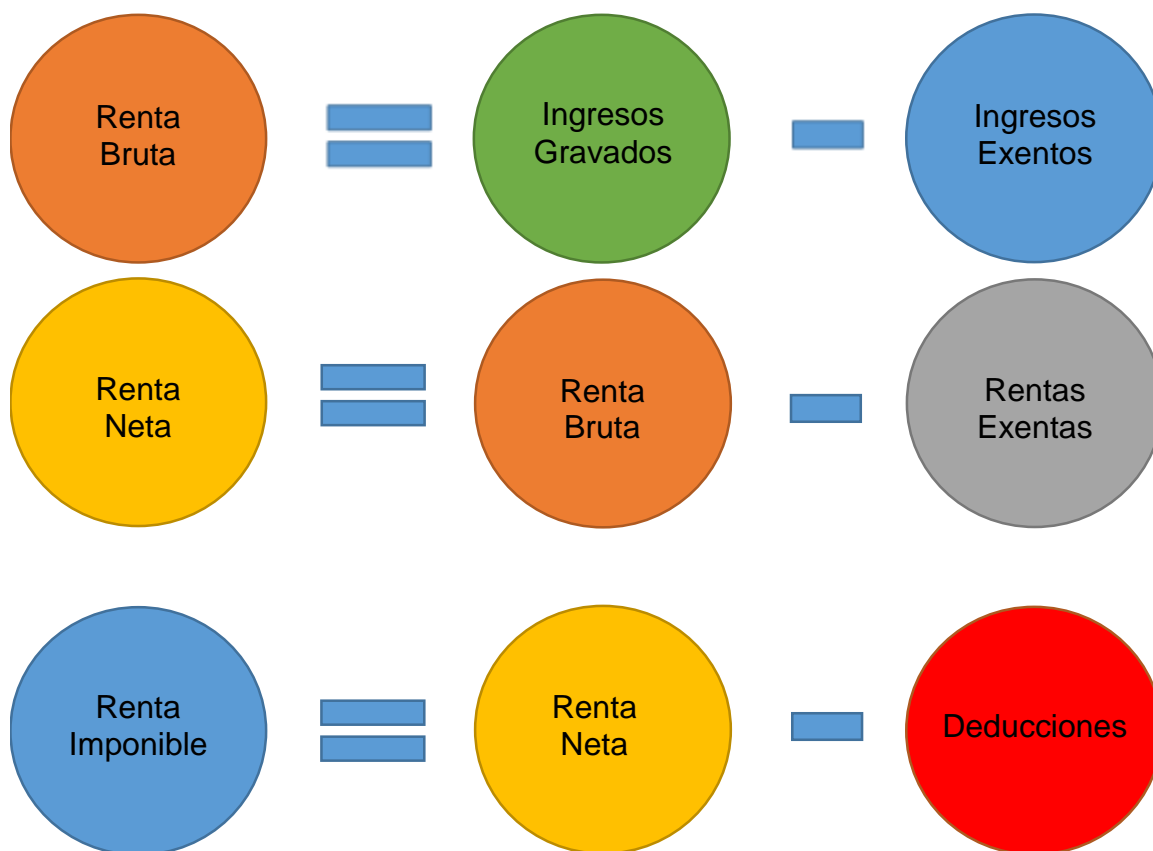 Renta
Bruta
Ingresos
Gravados
Ingresos
Exentos
Renta
Neta
Renta
Bruta
Rentas
Exentas
Renta
Imponible
Renta
Neta
Deducciones